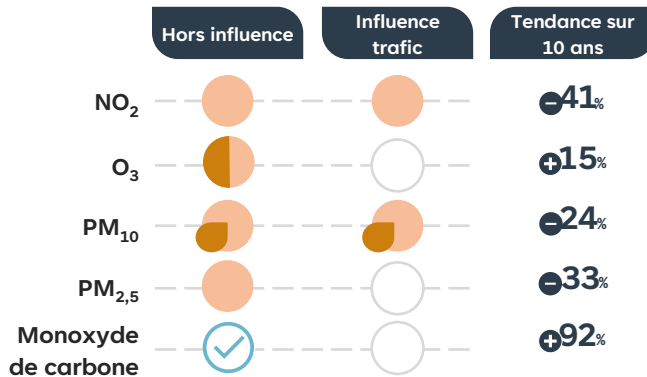 Hors influence
Influence
trafic
Tendance sur
10 ans
NO₂
-41%
O₃
+15%
PM₁₀
-24%
PM₂,₅
-33%
Monoxyde
de carbone
+92%